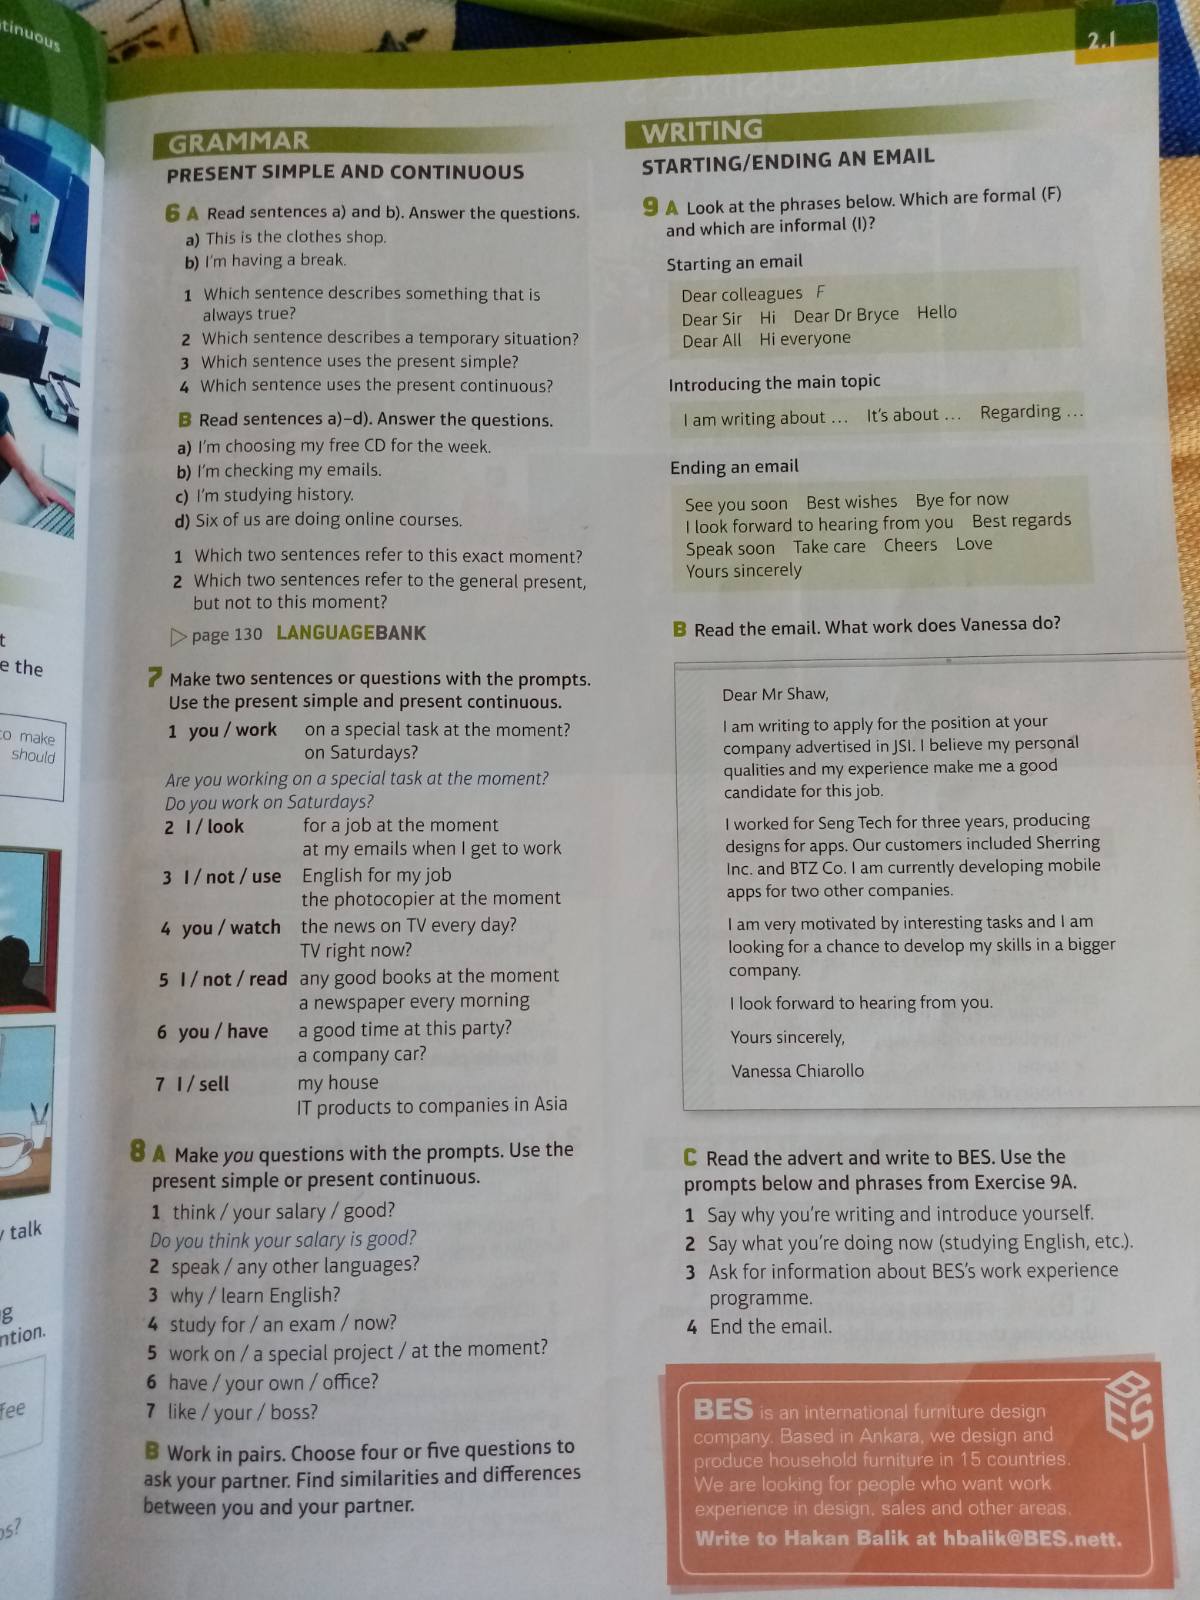 tinuous
t
e the
to make
should
talk
ng
ntion.
fee
os?
2.1
GRAMMAR
PRESENT SIMPLE AND CONTINUOUS
6 A Read sentences a) and b). Answer the questions.
a) This is the clothes shop.
b) I'm having a break.
1 Which sentence describes something that is
always true?
2 Which sentence describes a temporary situation?
3 Which sentence uses the present simple?
4 Which sentence uses the present continuous?
B Read sentences a)–d). Answer the questions.
a) I'm choosing my free CD for the week.
b) I'm checking my emails.
c) I'm studying history.
d) Six of us are doing online courses.
1 Which two sentences refer to this exact moment?
2 Which two sentences refer to the general present,
but not to this moment?
▷ page 130 LANGUAGEBANK
7 Make two sentences or questions with the prompts.
Use the present simple and present continuous.
1 you / work on a special task at the moment?
on Saturdays?
Are you working on a special task at the moment?
Do you work on Saturdays?
2 I / look for a job at the moment
at my emails when I get to work
3 I / not / use English for my job
the photocopier at the moment
4 you / watch the news on TV every day?
TV right now?
5 I / not / read any good books at the moment
a newspaper every morning
6 you / have a good time at this party?
a company car?
7 I / sell my house
IT products to companies in Asia
8 A Make you questions with the prompts. Use the
present simple or present continuous.
1 think / your salary / good?
Do you think your salary is good?
2 speak / any other languages?
3 why / learn English?
4 study for / an exam / now?
5 work on / a special project / at the moment?
6 have / your own / office?
7 like / your / boss?
B Work in pairs. Choose four or five questions to
ask your partner. Find similarities and differences
between you and your partner.
WRITING
STARTING/ENDING AN EMAIL
9 A Look at the phrases below. Which are formal (F)
and which are informal (I)?
Starting an email
Dear colleagues F
Dear Sir Hi Dear Dr Bryce Hello
Dear All Hi everyone
Introducing the main topic
I am writing about … It's about … Regarding …
Ending an email
See you soon Best wishes Bye for now
I look forward to hearing from you Best regards
Speak soon Take care Cheers Love
Yours sincerely
B Read the email. What work does Vanessa do?
Dear Mr Shaw,
I am writing to apply for the position at your
company advertised in JSI. I believe my personal
qualities and my experience make me a good
candidate for this job.
I worked for Seng Tech for three years, producing
designs for apps. Our customers included Sherring
Inc. and BTZ Co. I am currently developing mobile
apps for two other companies.
I am very motivated by interesting tasks and I am
looking for a chance to develop my skills in a bigger
company.
I look forward to hearing from you.
Yours sincerely,
Vanessa Chiarollo
C Read the advert and write to BES. Use the
prompts below and phrases from Exercise 9A.
1 Say why you're writing and introduce yourself.
2 Say what you're doing now (studying English, etc.).
3 Ask for information about BES's work experience
programme.
4 End the email.
BES
BES is an international furniture design
company. Based in Ankara, we design and
produce household furniture in 15 countries.
We are looking for people who want work
experience in design, sales and other areas.
Write to Hakan Balik at hbalik@BES.nett.